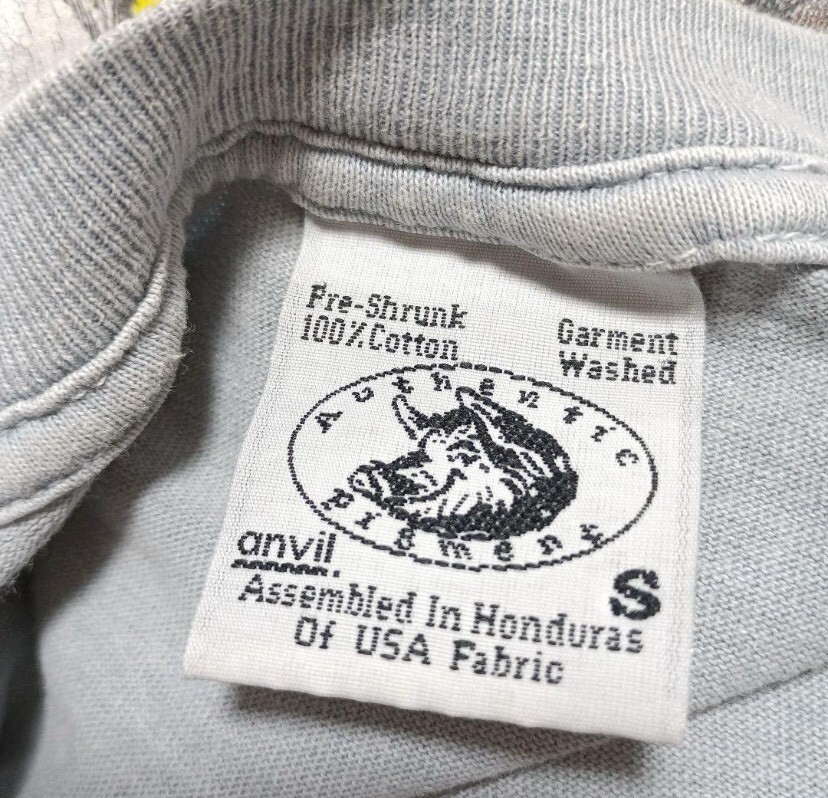 Pre-Shrunk
100% Cotton
Garment
Washed
Authentic
pigment
anvil.
S
Assembled In Honduras
Of USA Fabric